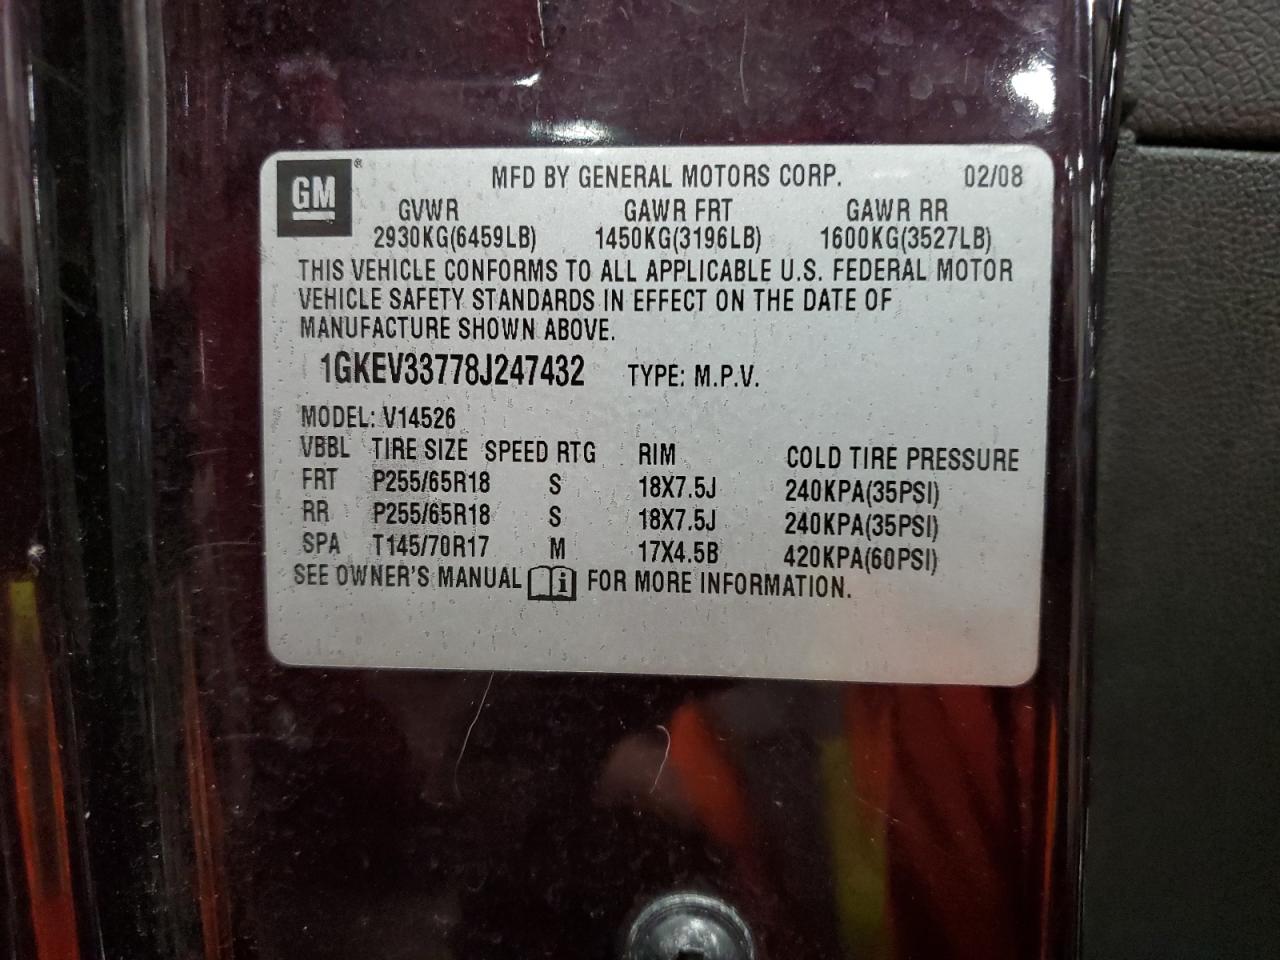 GM® MFD BY GENERAL MOTORS CORP. 02/08
GVWR GAWR FRT GAWR RR
2930KG(6459LB) 1450KG(3196LB) 1600KG(3527LB)
THIS VEHICLE CONFORMS TO ALL APPLICABLE U.S. FEDERAL MOTOR
VEHICLE SAFETY STANDARDS IN EFFECT ON THE DATE OF
MANUFACTURE SHOWN ABOVE.
1GKEV33778J247432 TYPE: M.P.V.
MODEL: V14526
VBBL TIRE SIZE SPEED RTG RIM COLD TIRE PRESSURE
FRT P255/65R18 S 18X7.5J 240KPA(35PSI)
RR P255/65R18 S 18X7.5J 240KPA(35PSI)
SPA T145/70R17 M 17X4.5B 420KPA(60PSI)
SEE OWNER'S MANUAL i FOR MORE INFORMATION.